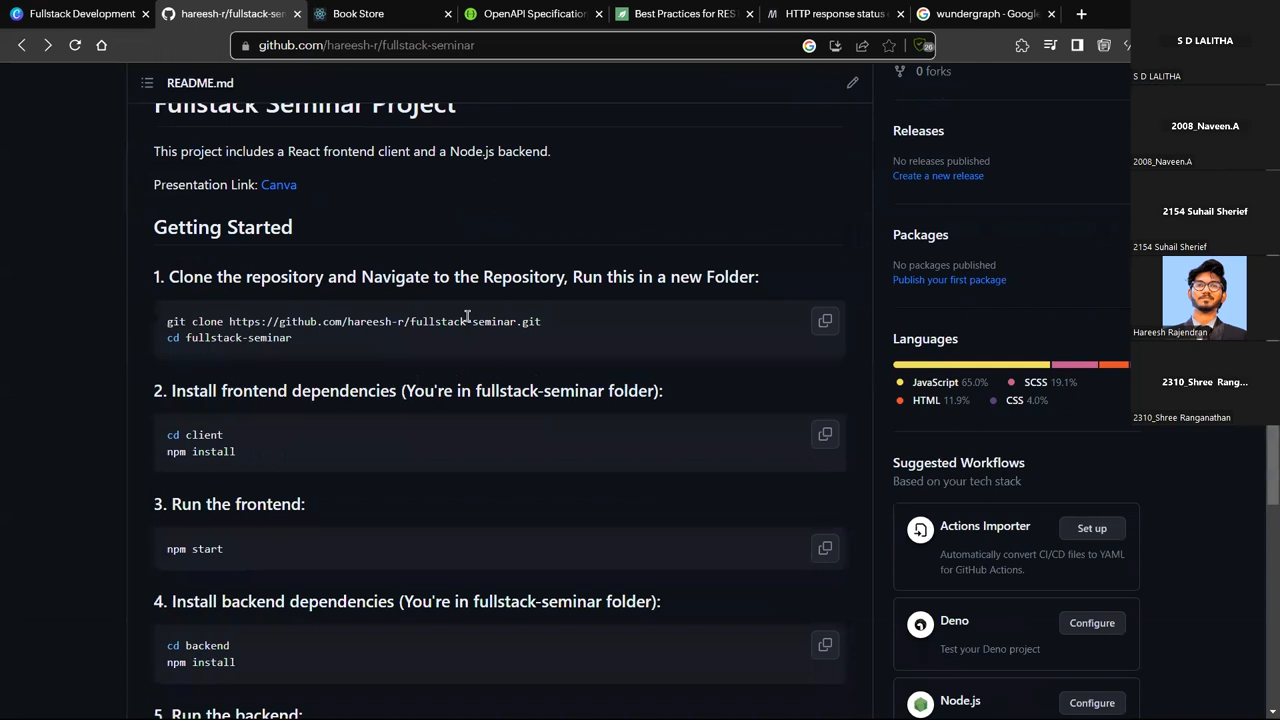 Fullstack Development
hareesh-r/fullstack-sen
Book Store
OpenAPI Specification
Best Practices for RES
HTTP response status
wundergraph - Google
github.com/hareesh-r/fullstack-seminar
26
README.md
Fullstack Seminar Project
This project includes a React frontend client and a Node.js backend.
Presentation Link: Canva
Getting Started
1. Clone the repository and Navigate to the Repository, Run this in a new Folder:
git clone https://github.com/hareesh-r/fullstack-seminar.git
cd fullstack-seminar
2. Install frontend dependencies (You're in fullstack-seminar folder):
cd client
npm install
3. Run the frontend:
npm start
4. Install backend dependencies (You're in fullstack-seminar folder):
cd backend
npm install
5. Run the backend:
0 forks
Releases
No releases published
Create a new release
Packages
No packages published
Publish your first package
Languages
JavaScript 65.0%
SCSS 19.1%
HTML 11.9%
CSS 4.0%
Suggested Workflows
Based on your tech stack
Actions Importer
Set up
Automatically convert CI/CD files to YAML
for GitHub Actions.
Deno
Configure
Test your Deno project
Node.js
Configure
S D LALITHA
S D LALITHA
2008_Naveen.A
2008_Naveen.A
2154 Suhail Sherief
2154 Suhail Sherief
Hareesh Rajendran
2310_Shree Rang...
2310_Shree Ranganathan